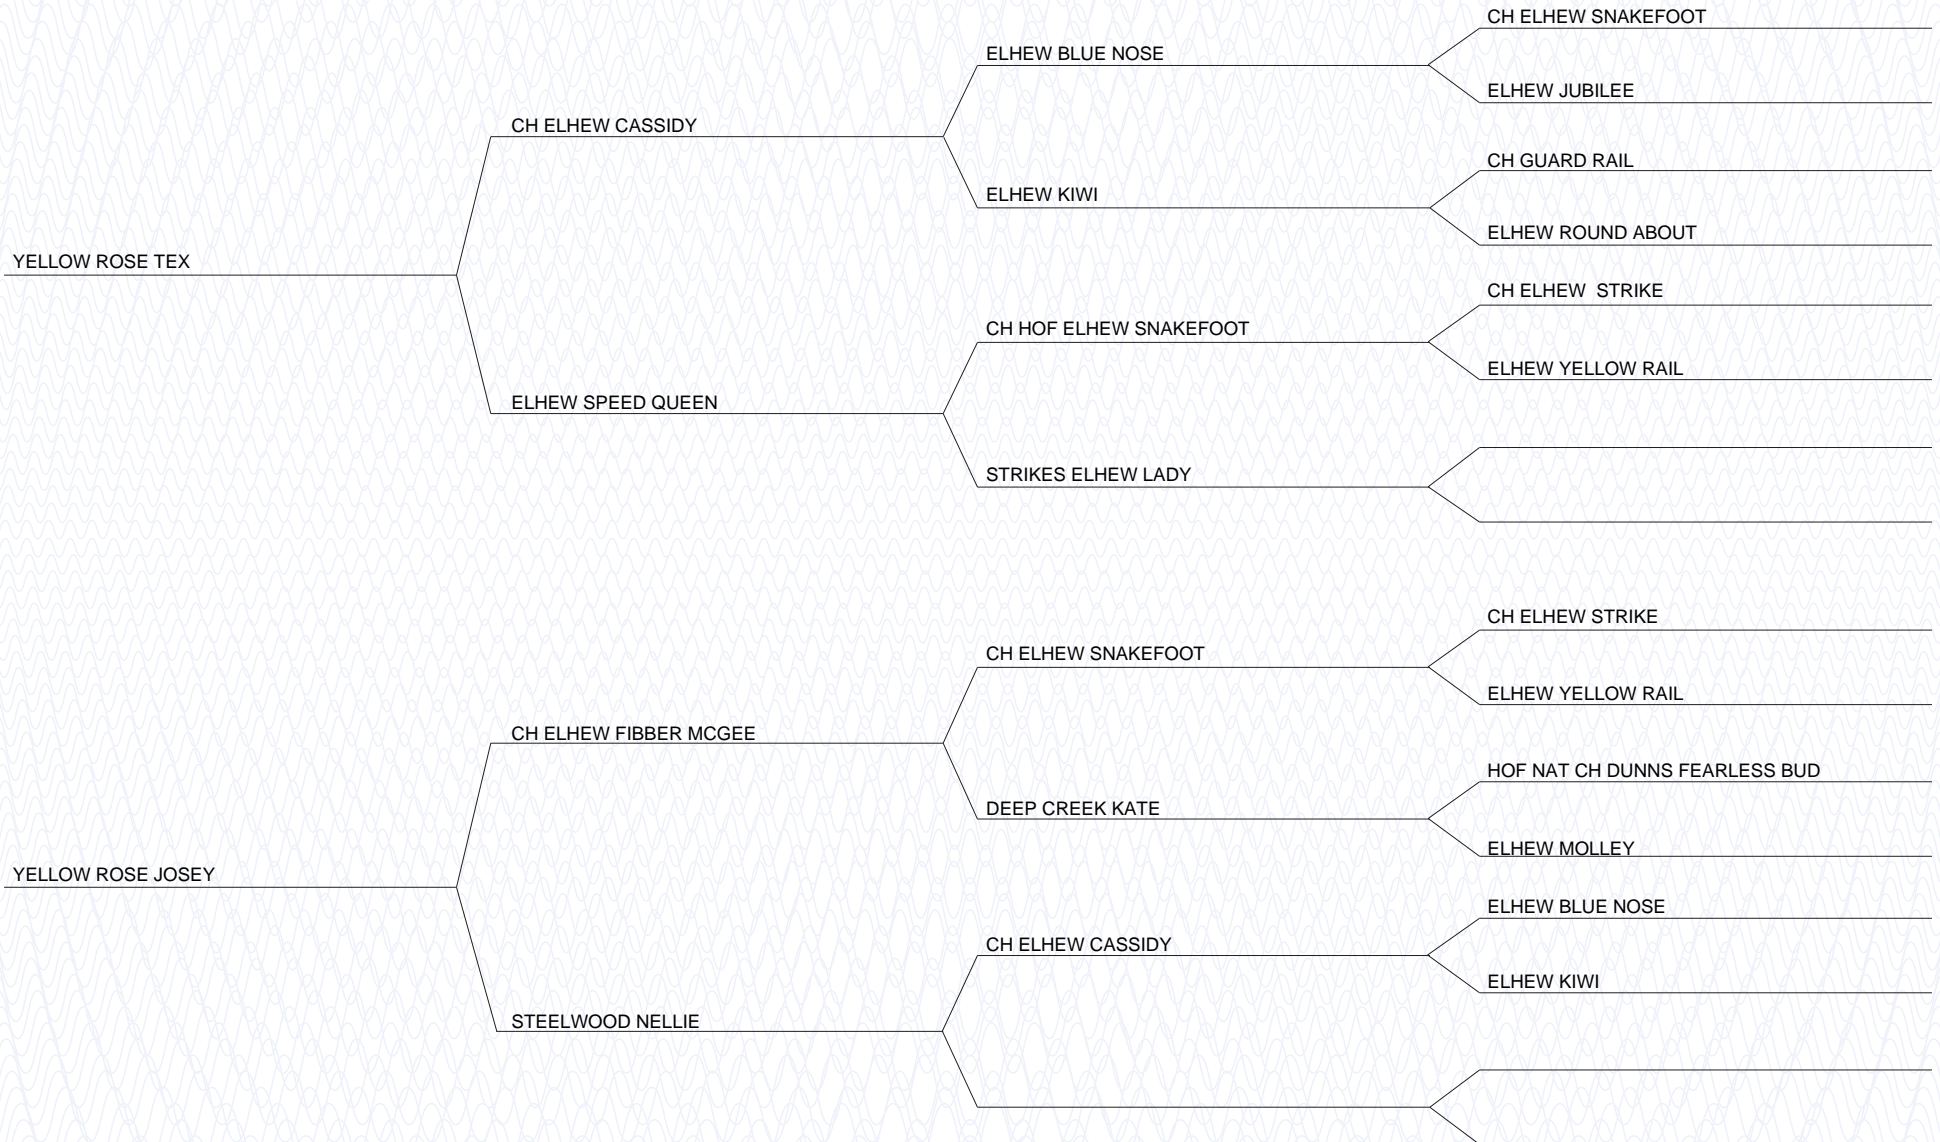 CH ELHEW SNAKEFOOT
ELHEW BLUE NOSE
ELHEW JUBILEE
CH ELHEW CASSIDY
CH GUARD RAIL
ELHEW KIWI
ELHEW ROUND ABOUT
YELLOW ROSE TEX
CH ELHEW  STRIKE
CH HOF ELHEW SNAKEFOOT
ELHEW YELLOW RAIL
ELHEW SPEED QUEEN
STRIKES ELHEW LADY
CH ELHEW STRIKE
CH ELHEW SNAKEFOOT
ELHEW YELLOW RAIL
CH ELHEW FIBBER MCGEE
HOF NAT CH DUNNS FEARLESS BUD
DEEP CREEK KATE
ELHEW MOLLEY
YELLOW ROSE JOSEY
ELHEW BLUE NOSE
CH ELHEW CASSIDY
ELHEW KIWI
STEELWOOD NELLIE